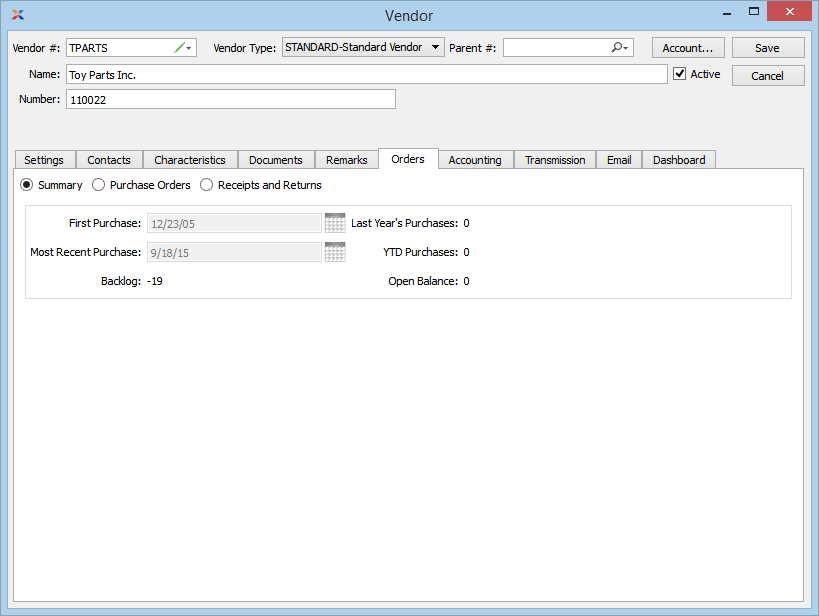 Vendor
Vendor #: TPARTS Vendor Type: STANDARD-Standard Vendor Parent #: Account... Save
Name: Toy Parts Inc. Active Cancel
Number: 110022
Settings Contacts Characteristics Documents Remarks Orders Accounting Transmission Email Dashboard
Summary Purchase Orders Receipts and Returns
First Purchase: 12/23/05 Last Year's Purchases: 0
Most Recent Purchase: 9/18/15 YTD Purchases: 0
Backlog: -19 Open Balance: 0